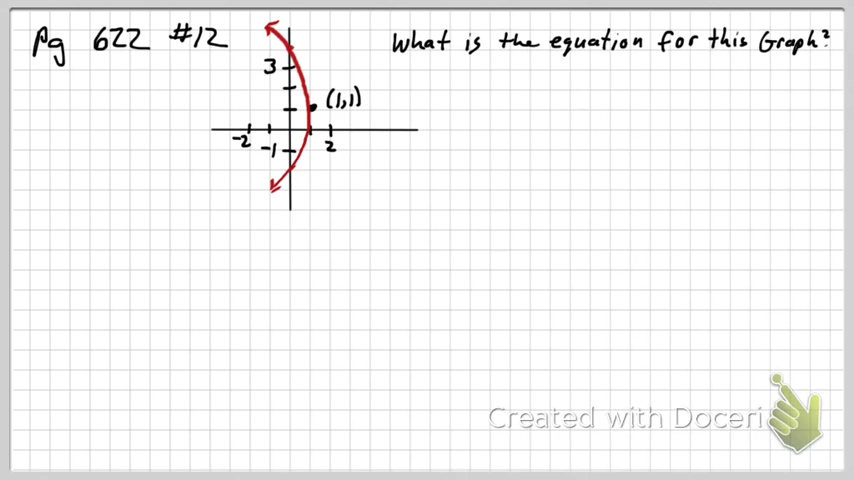 Pg 622 #12
What is the equation for this Graph?
3
(1,1)
-2
-1
2
Created with Doceri